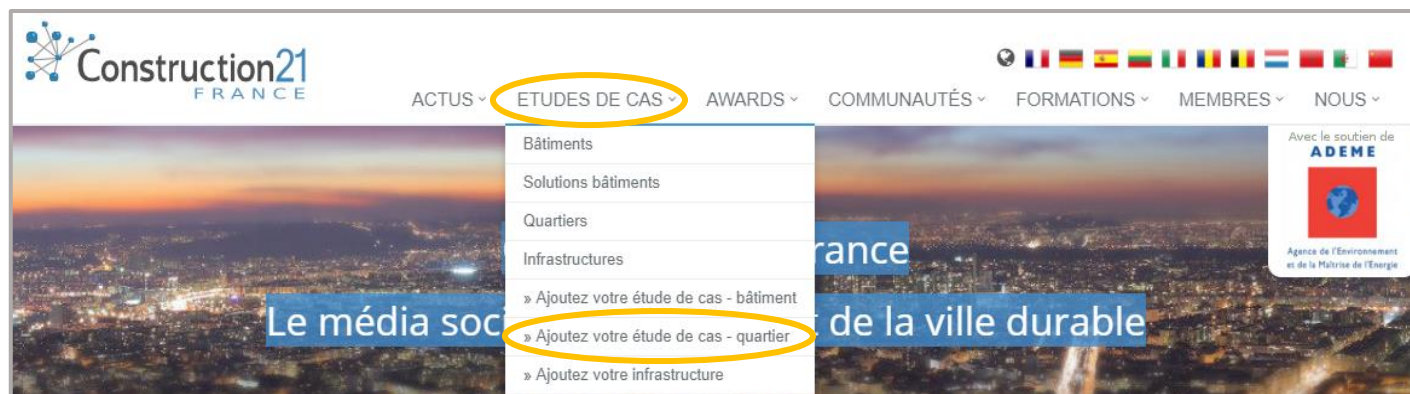 Construction21
FRANCE
ACTUS
ETUDES DE CAS
AWARDS
COMMUNAUTÉS
FORMATIONS
MEMBRES
NOUS
Bâtiments
Solutions bâtiments
Quartiers
Infrastructures
» Ajoutez votre étude de cas - bâtiment
» Ajoutez votre étude de cas - quartier
» Ajoutez votre infrastructure
rance
Le média soc
de la ville durable
Avec le soutien de
ADEME
Agence de l'Environnement
et de la Maîtrise de l'Energie